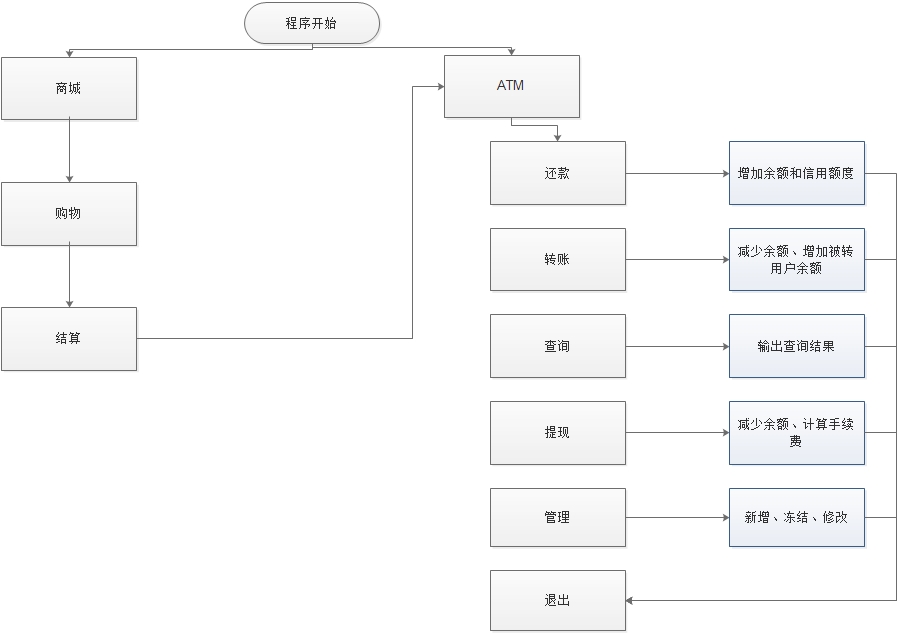 程序开始
商城
ATM
还款
增加余额和信用额度
购物
转账
减少余额、增加被转
用户余额
结算
查询
输出查询结果
提现
减少余额、计算手续
费
管理
新增、冻结、修改
退出